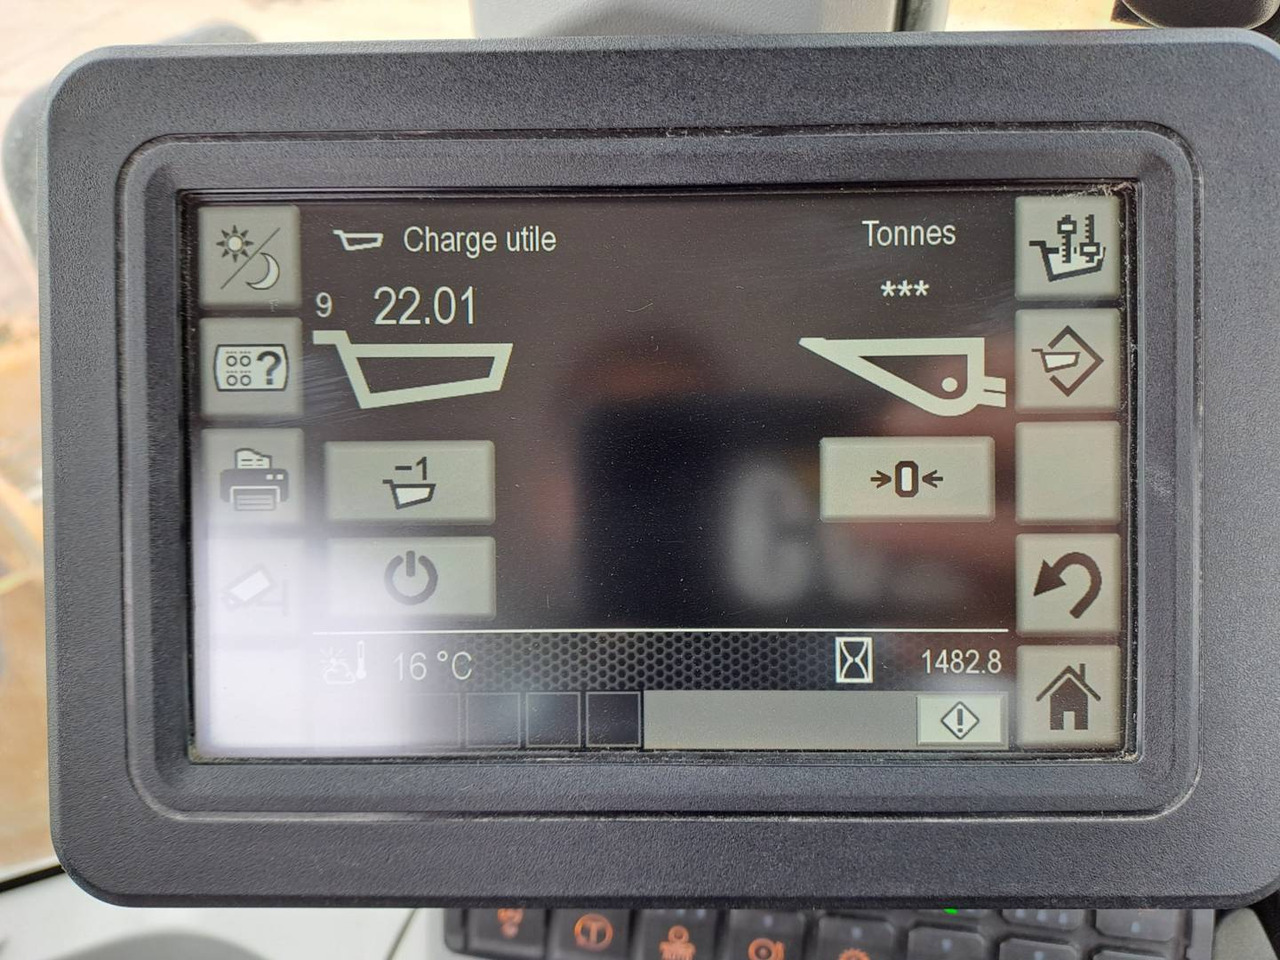 Charge utile
Tonnes
9 22.01
***
?
−1
>0<
16 °C
1482.8